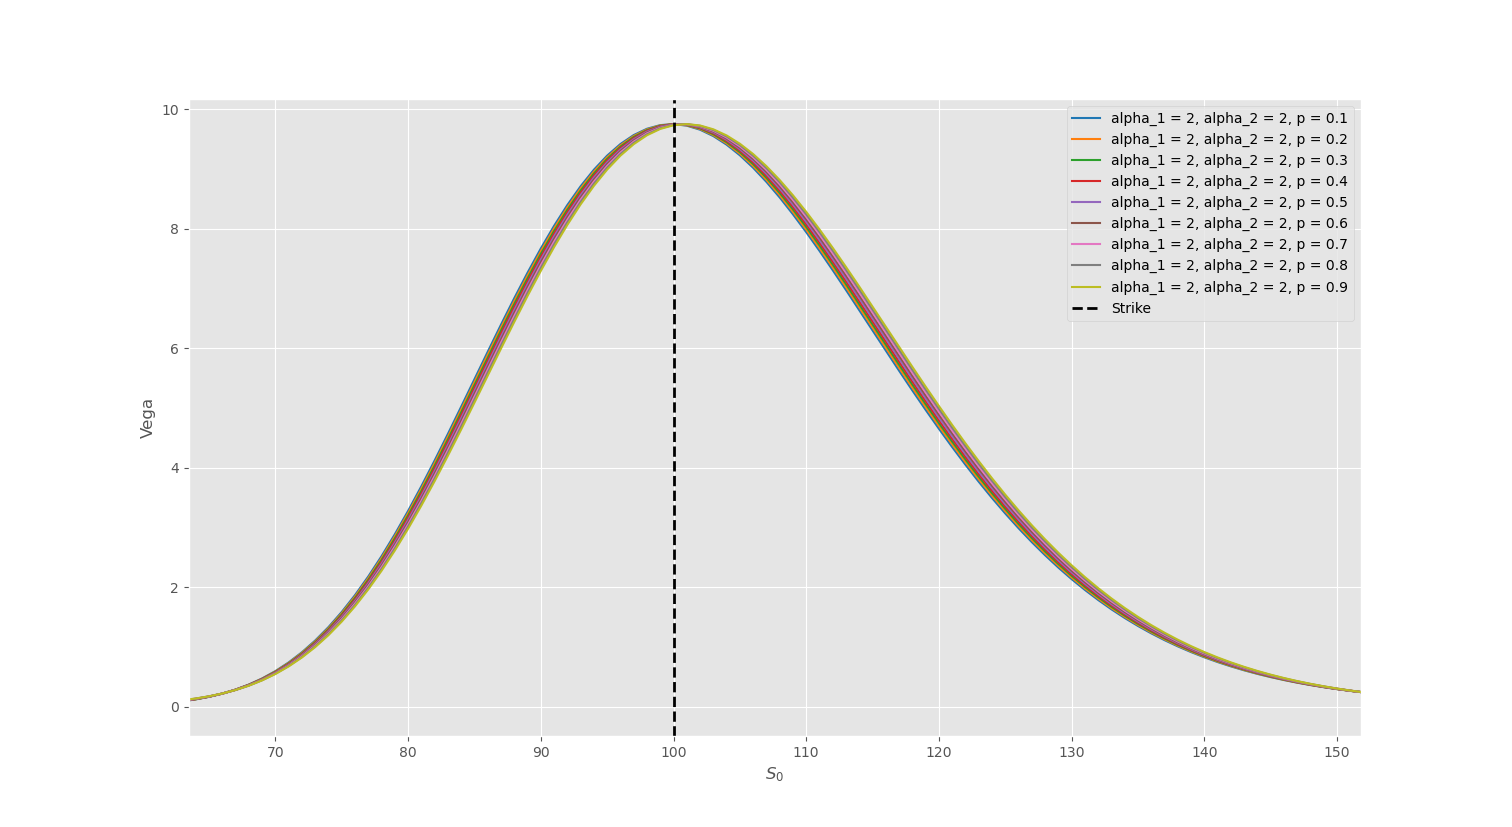 10
8
6
4
2
0
Vega
70 80 90 100 110 120 130 140 150
S₀
alpha_1 = 2, alpha_2 = 2, p = 0.1
alpha_1 = 2, alpha_2 = 2, p = 0.2
alpha_1 = 2, alpha_2 = 2, p = 0.3
alpha_1 = 2, alpha_2 = 2, p = 0.4
alpha_1 = 2, alpha_2 = 2, p = 0.5
alpha_1 = 2, alpha_2 = 2, p = 0.6
alpha_1 = 2, alpha_2 = 2, p = 0.7
alpha_1 = 2, alpha_2 = 2, p = 0.8
alpha_1 = 2, alpha_2 = 2, p = 0.9
Strike